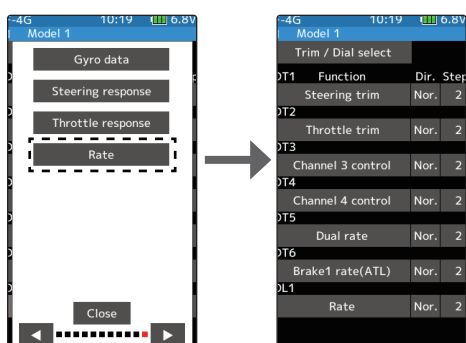 -4G 10:19 6.8V
Model 1
Gyro data
Steering response
Throttle response
Rate
Close
-4G 10:19 6.8V
Model 1
Trim / Dial select
DT1 Function Dir. Step
Steering trim Nor. 2
DT2
Throttle trim Nor. 2
DT3
Channel 3 control Nor. 2
DT4
Channel 4 control Nor. 2
DT5
Dual rate Nor. 2
DT6
Brake1 rate(ATL) Nor. 2
DL1
Rate Nor. 2